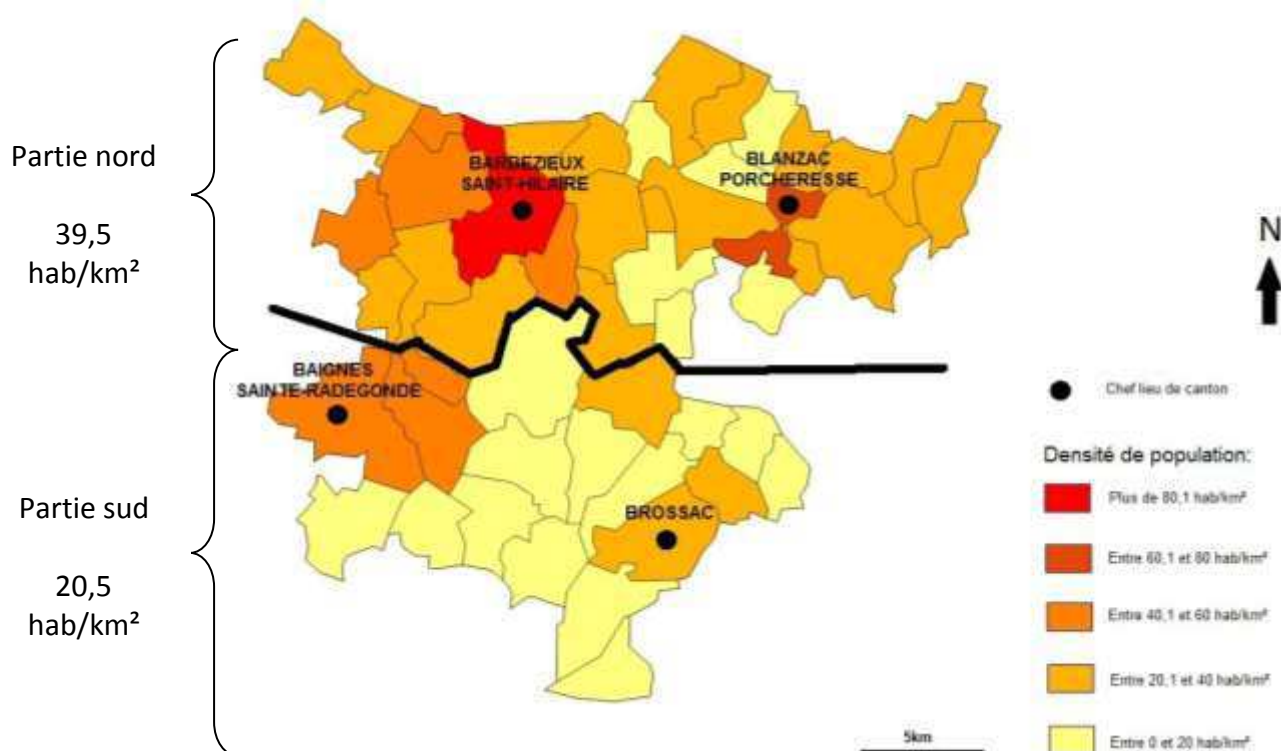 Partie nord
39,5
hab/km²
Partie sud
20,5
hab/km²
BARBEZIEUX
SAINT-HILAIRE
BLANZAC
PORCHERESSE
BAIGNES
SAINTE-RADEGONDE
BROSSAC
N
Chef lieu de canton
Densité de population:
Plus de 80,1 hab/km²
Entre 60,1 et 80 hab/km²
Entre 40,1 et 60 hab/km²
Entre 20,1 et 40 hab/km²
Entre 0 et 20 hab/km²
5km